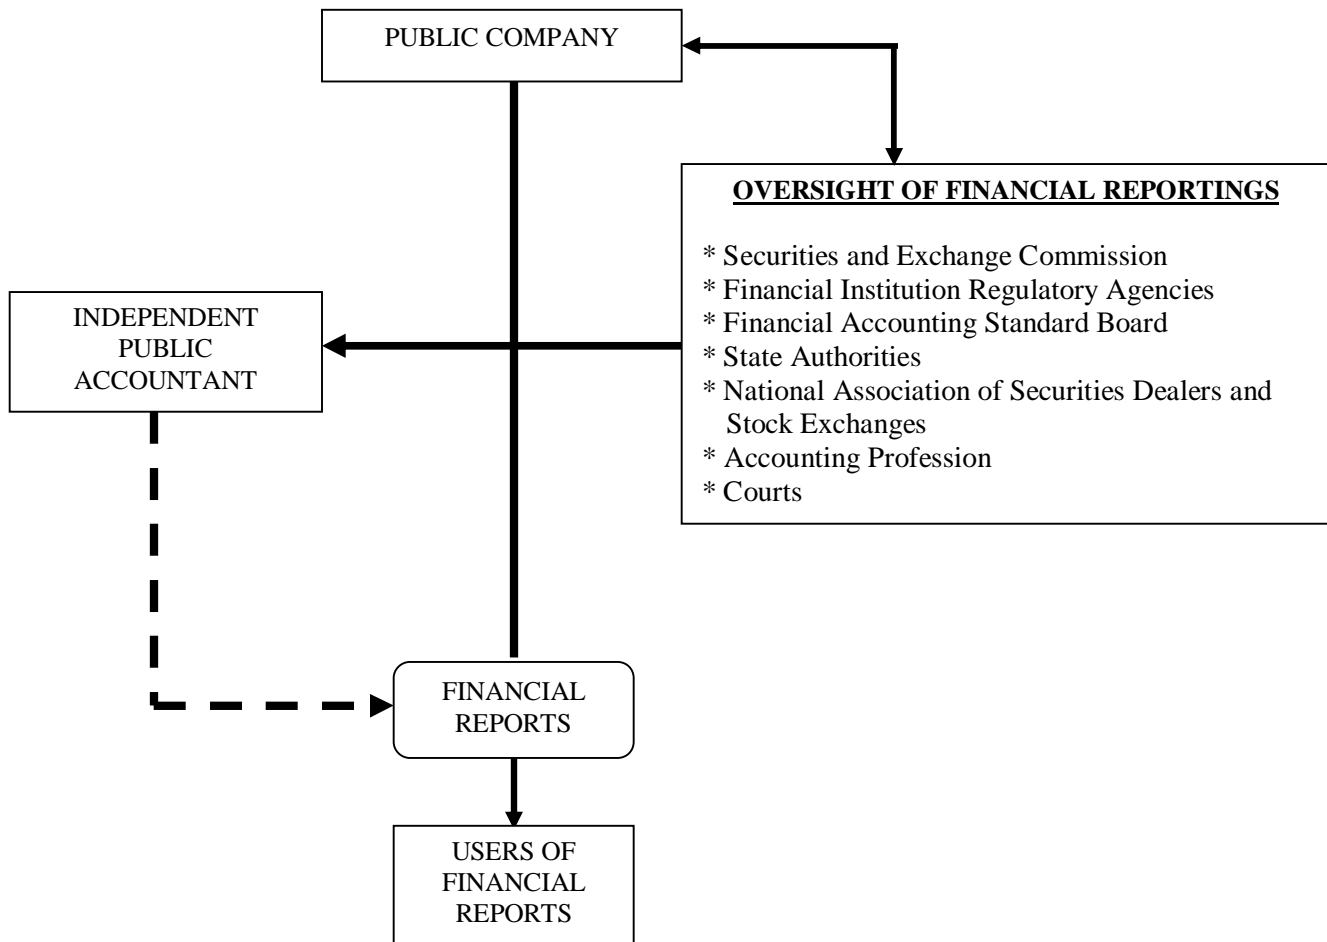 PUBLIC COMPANY
OVERSIGHT OF FINANCIAL REPORTINGS
* Securities and Exchange Commission
* Financial Institution Regulatory Agencies
* Financial Accounting Standard Board
* State Authorities
* National Association of Securities Dealers and
Stock Exchanges
* Accounting Profession
* Courts
INDEPENDENT
PUBLIC
ACCOUNTANT
FINANCIAL
REPORTS
USERS OF
FINANCIAL
REPORTS